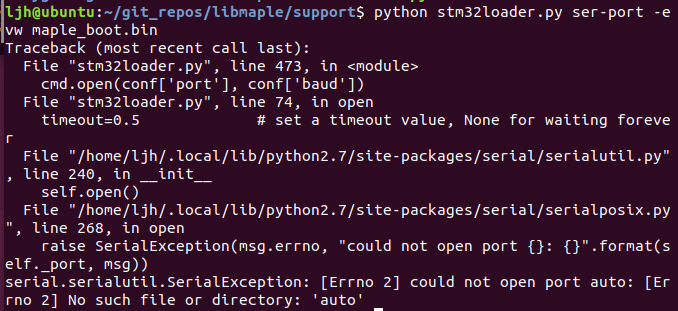 ljh@ubuntu:~/git_repos/libmaple/support$ python stm32loader.py ser-port -e
vw maple_boot.bin
Traceback (most recent call last):
  File "stm32loader.py", line 473, in <module>
    cmd.open(conf['port'], conf['baud'])
  File "stm32loader.py", line 74, in open
    timeout=0.5             # set a timeout value, None for waiting foreve
r
  File "/home/ljh/.local/lib/python2.7/site-packages/serial/serialutil.py"
, line 240, in __init__
    self.open()
  File "/home/ljh/.local/lib/python2.7/site-packages/serial/serialposix.py
", line 268, in open
    raise SerialException(msg.errno, "could not open port {}: {}".format(s
elf._port, msg))
serial.serialutil.SerialException: [Errno 2] could not open port auto: [Er
rno 2] No such file or directory: 'auto'